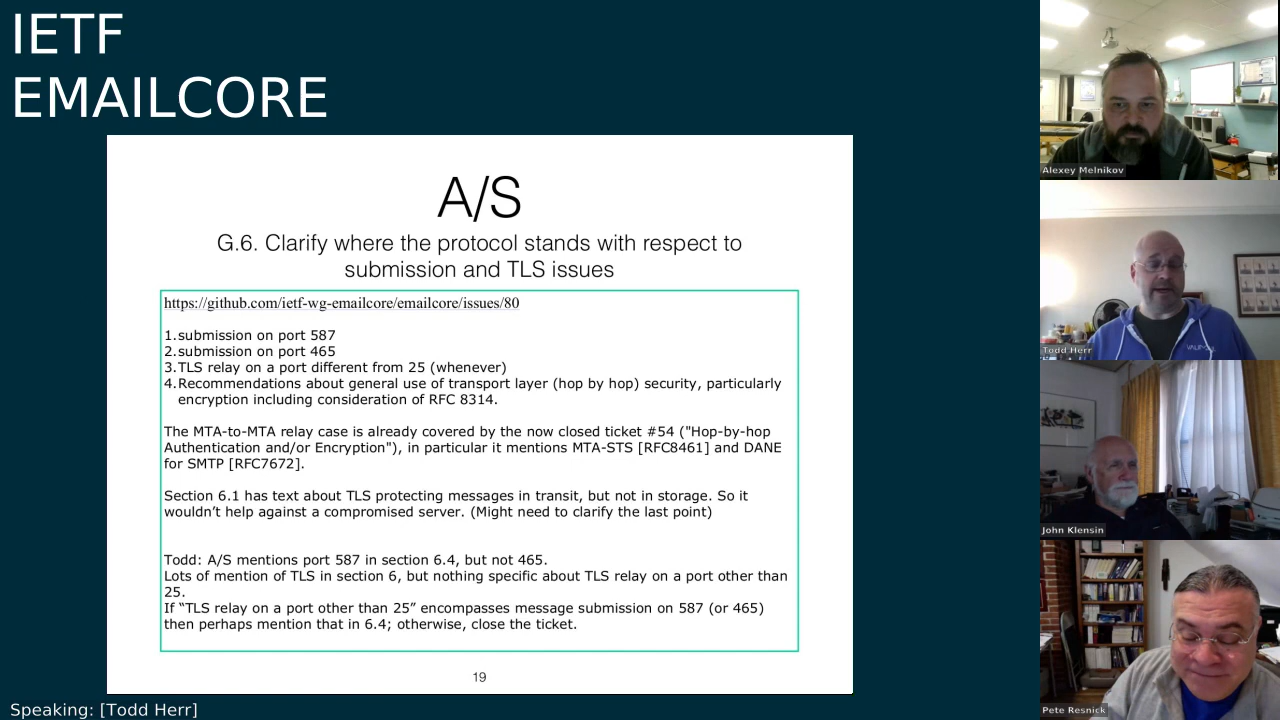 IETF
EMAILCORE
A/S
G.6. Clarify where the protocol stands with respect to
submission and TLS issues
https://github.com/ietf-wg-emailcore/emailcore/issues/80
1.submission on port 587
2.submission on port 465
3.TLS relay on a port different from 25 (whenever)
4.Recommendations about general use of transport layer (hop by hop) security, particularly
encryption including consideration of RFC 8314.
The MTA-to-MTA relay case is already covered by the now closed ticket #54 ("Hop-by-hop
Authentication and/or Encryption"), in particular it mentions MTA-STS [RFC8461] and DANE
for SMTP [RFC7672].
Section 6.1 has text about TLS protecting messages in transit, but not in storage. So it
wouldn’t help against a compromised server. (Might need to clarify the last point)
Todd: A/S mentions port 587 in section 6.4, but not 465.
Lots of mention of TLS in section 6, but nothing specific about TLS relay on a port other than
25.
If “TLS relay on a port other than 25” encompasses message submission on 587 (or 465)
then perhaps mention that in 6.4; otherwise, close the ticket.
19
Speaking: [Todd Herr]
Alexey Melnikov
Todd Herr
John Klensin
Pete Resnick